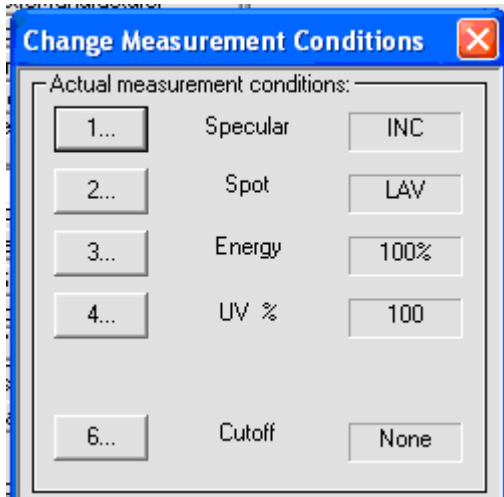 Change Measurement Conditions
Actual measurement conditions:
1... Specular INC
2... Spot LAV
3... Energy 100%
4... UV % 100
6... Cutoff None